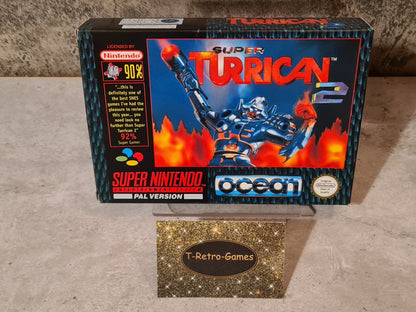 LICENSED BY
Nintendo
90%
"...this is
definitely one of
the best SNES
games I've had the
pleasure to review
this year... you
need look no
further than Super
Turrican 2"
92%
Super Gamer
SUPER
TURRICAN
2
SUPER NINTENDO
ENTERTAINMENT SYSTEM
PAL VERSION
ocean
Nintendo
T-Retro-Games